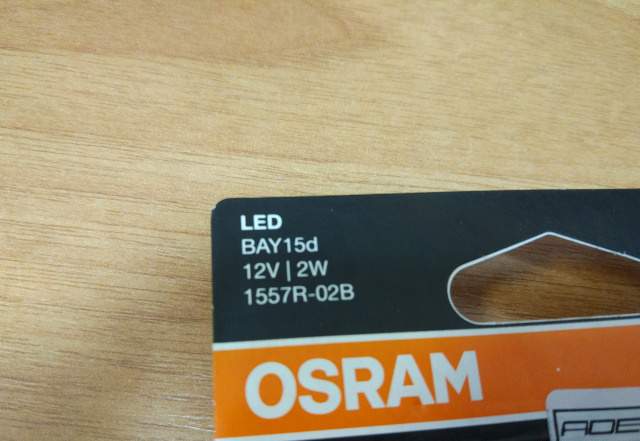 LED
BAY15d
12V | 2W
1557R-02B
OSRAM